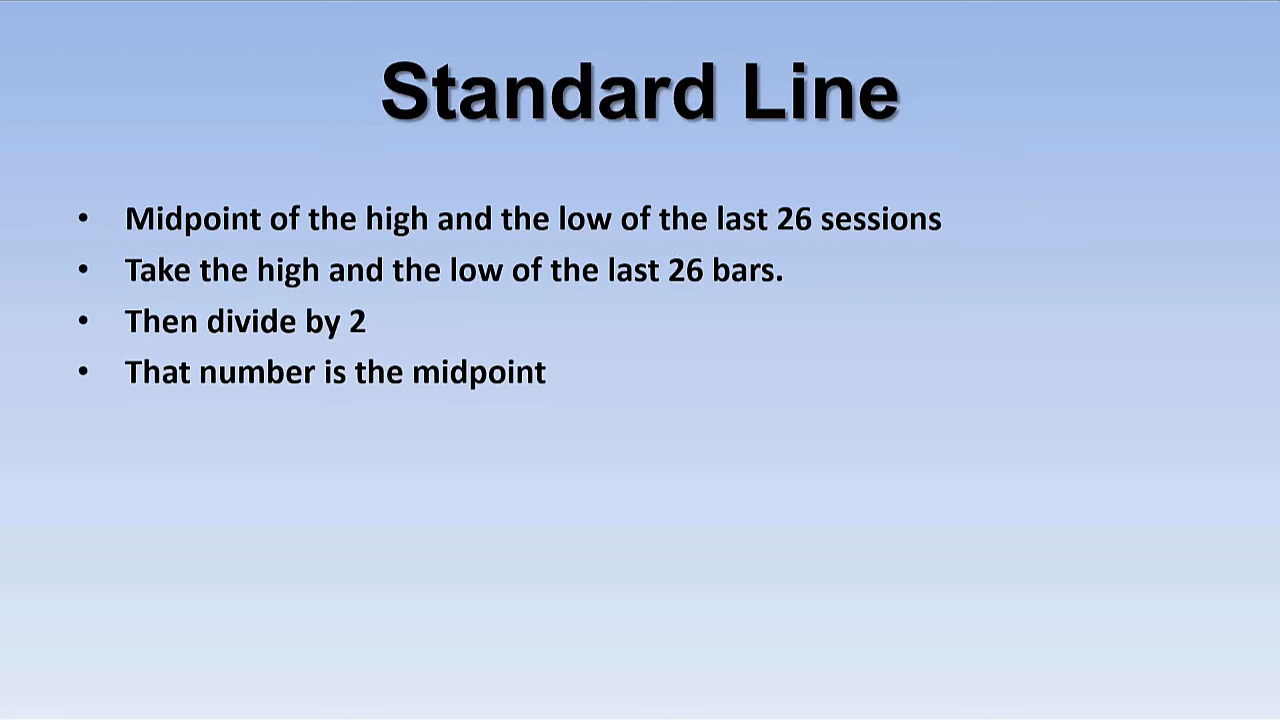 Standard Line
• Midpoint of the high and the low of the last 26 sessions
• Take the high and the low of the last 26 bars.
• Then divide by 2
• That number is the midpoint